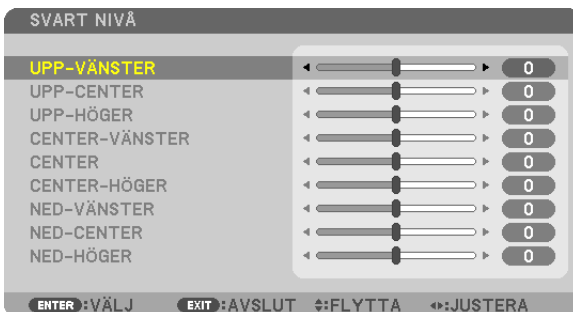 SVART NIVÅ
UPP-VÄNSTER 0
UPP-CENTER 0
UPP-HÖGER 0
CENTER-VÄNSTER 0
CENTER 0
CENTER-HÖGER 0
NED-VÄNSTER 0
NED-CENTER 0
NED-HÖGER 0
ENTER :VÄLJ EXIT :AVSLUT :FLYTTA :JUSTERA